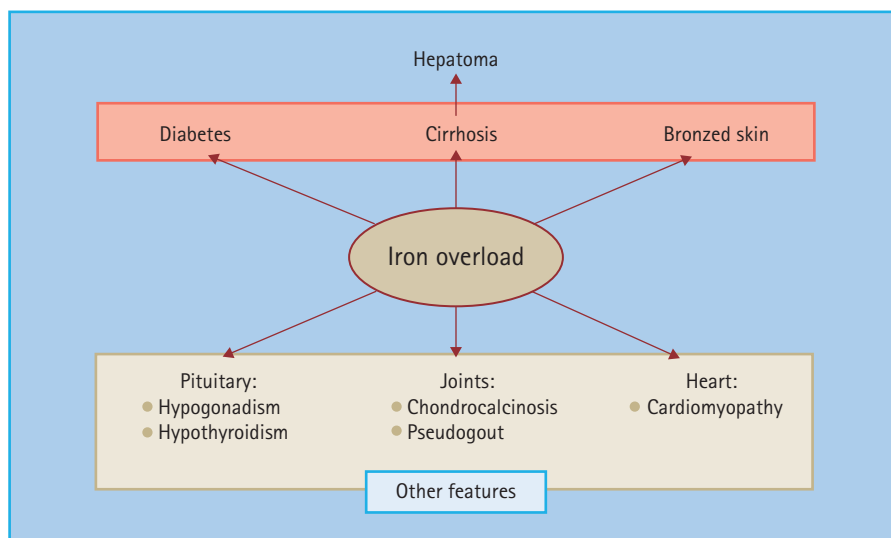 Hepatoma
Diabetes
Cirrhosis
Bronzed skin
Iron overload
Pituitary:
Hypogonadism
Hypothyroidism
Joints:
Chondrocalcinosis
Pseudogout
Heart:
Cardiomyopathy
Other features